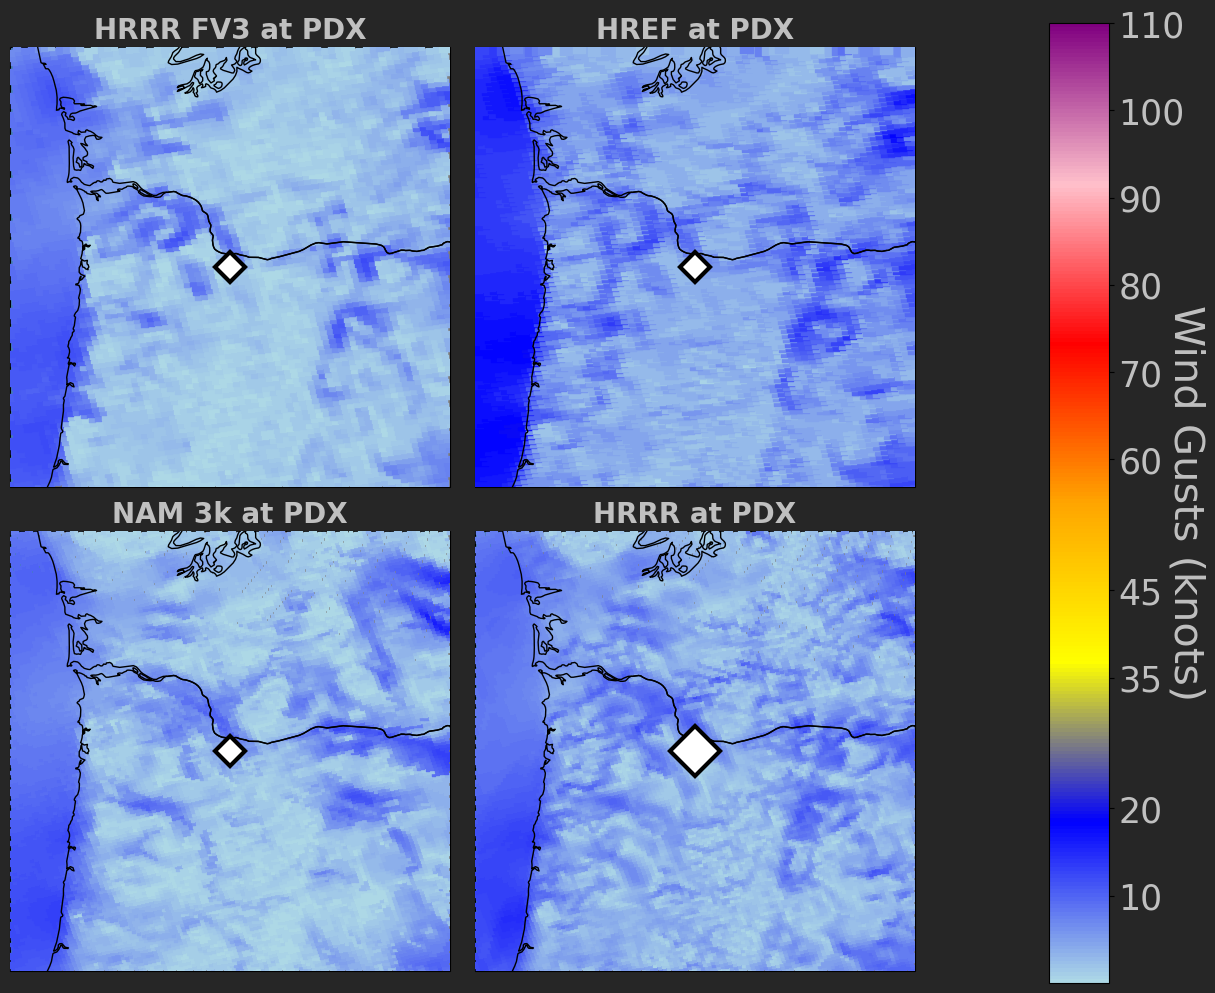 HRRR FV3 at PDX
HREF at PDX
NAM 3k at PDX
HRRR at PDX
110
100
90
80
70
60
45
35
20
10
Wind Gusts (knots)